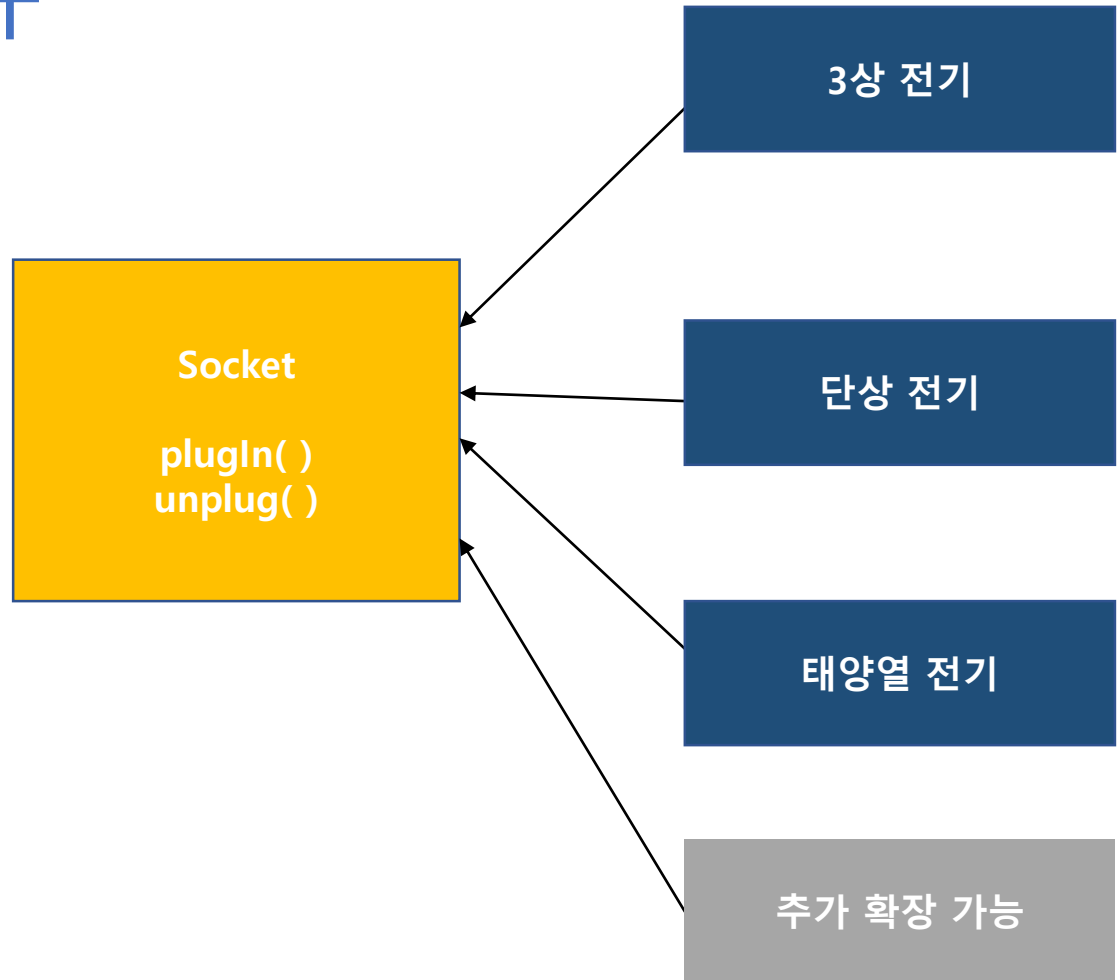 3상 전기
Socket
plugIn( )
unplug( )
단상 전기
태양열 전기
추가 확장 가능